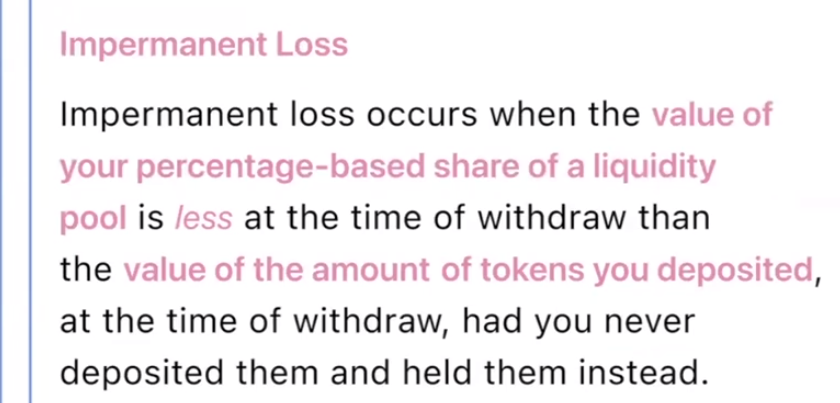 Impermanent Loss
Impermanent loss occurs when the value of
your percentage-based share of a liquidity
pool is less at the time of withdraw than
the value of the amount of tokens you deposited,
at the time of withdraw, had you never
deposited them and held them instead.